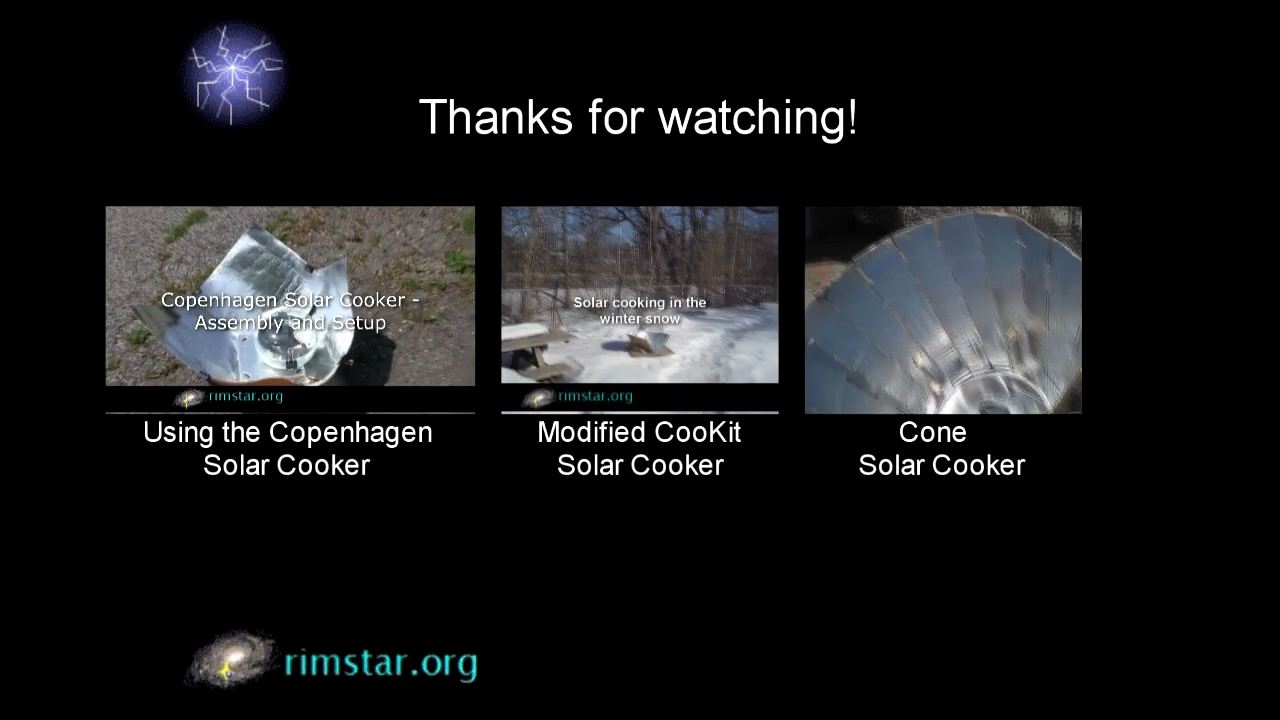 Thanks for watching!
Copenhagen Solar Cooker -
Assembly and Setup
rimstar.org
Using the Copenhagen
Solar Cooker
Solar cooking in the
winter snow
rimstar.org
Modified CooKit
Solar Cooker
Cone
Solar Cooker
rimstar.org